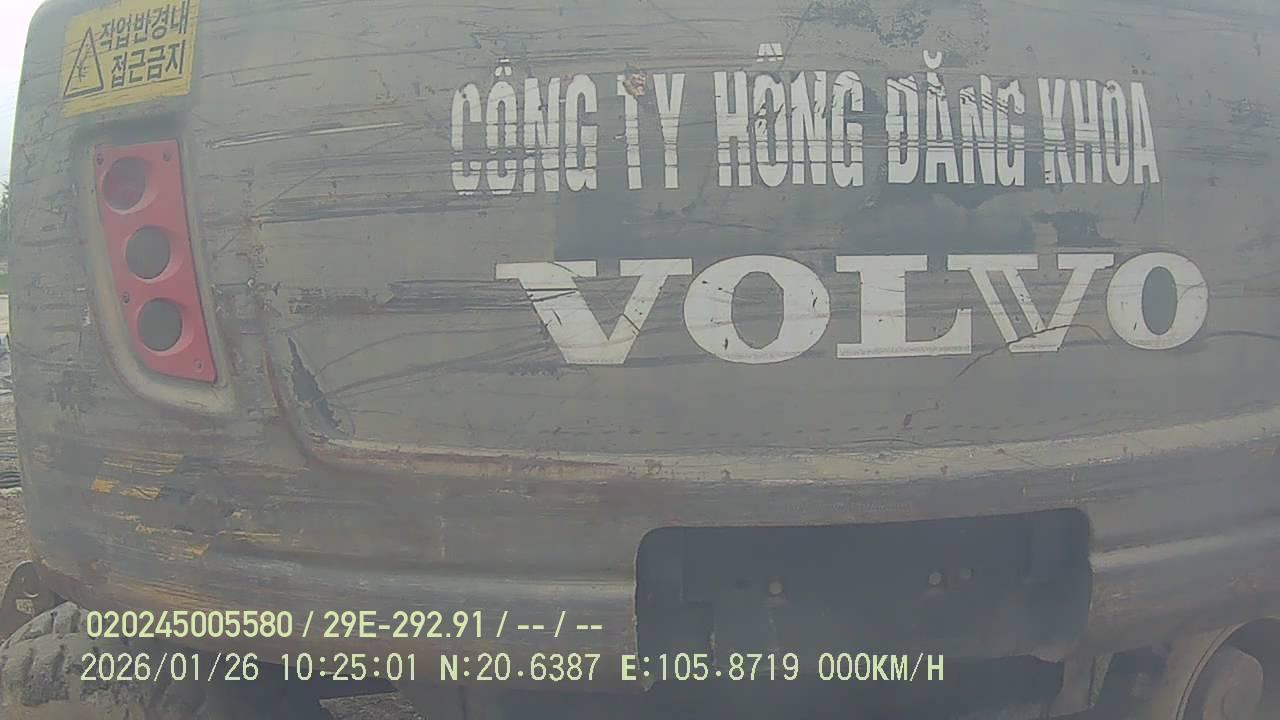 작업반경내
접근금지
CÔNG TY HỒNG ĐĂNG KHOA
VOLVO
020245005580 / 29E-292.91 / -- / --
2026/01/26 10:25:01 N:20.6387 E:105.8719 000KM/H